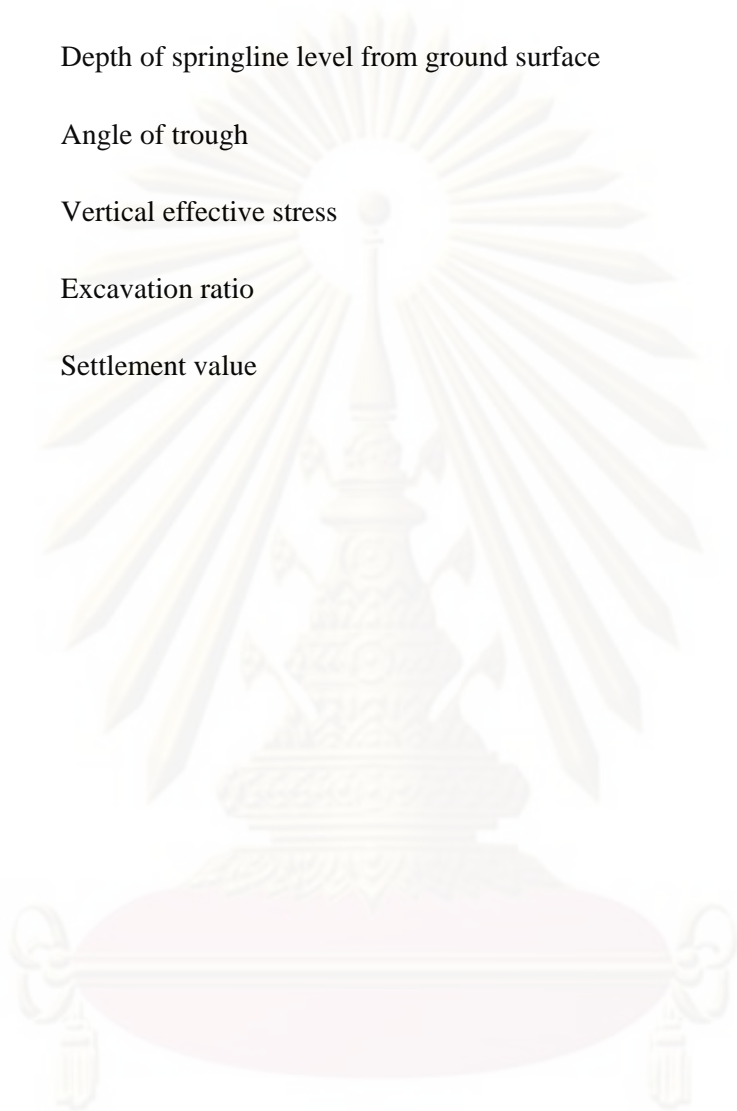 Depth of springline level from ground surface
Angle of trough
Vertical effective stress
Excavation ratio
Settlement value